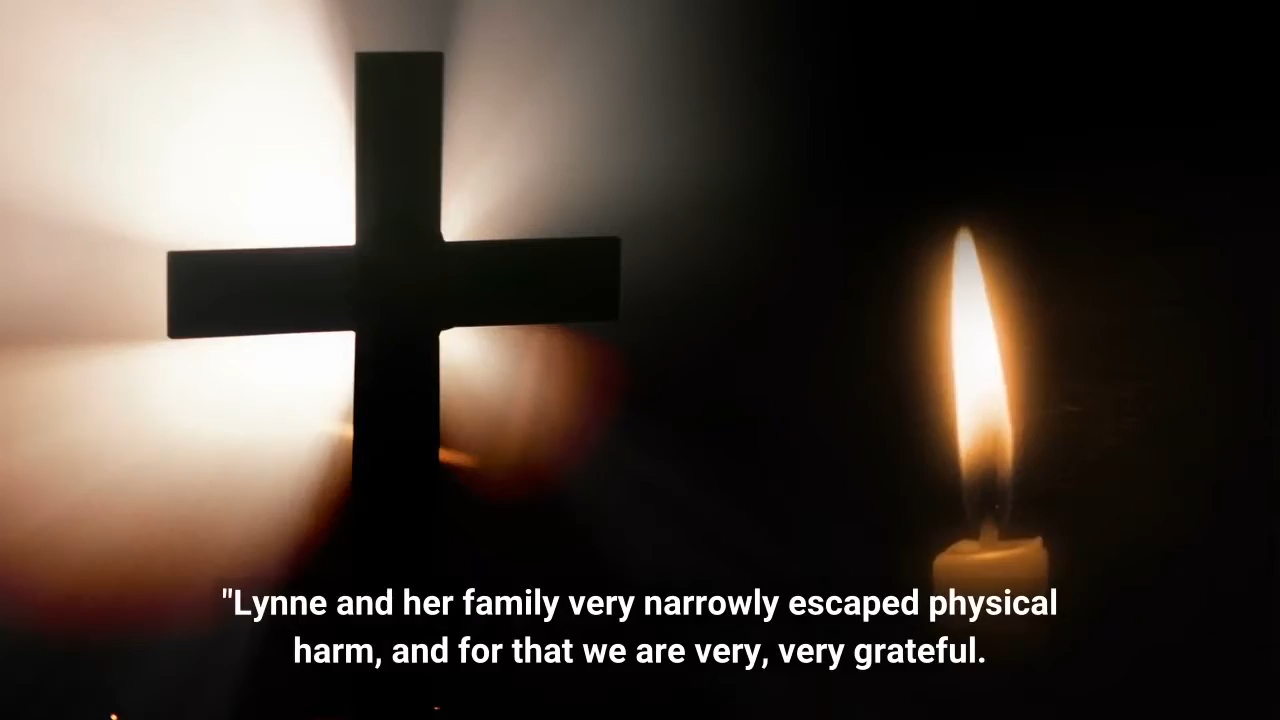 "Lynne and her family very narrowly escaped physical
harm, and for that we are very, very grateful.